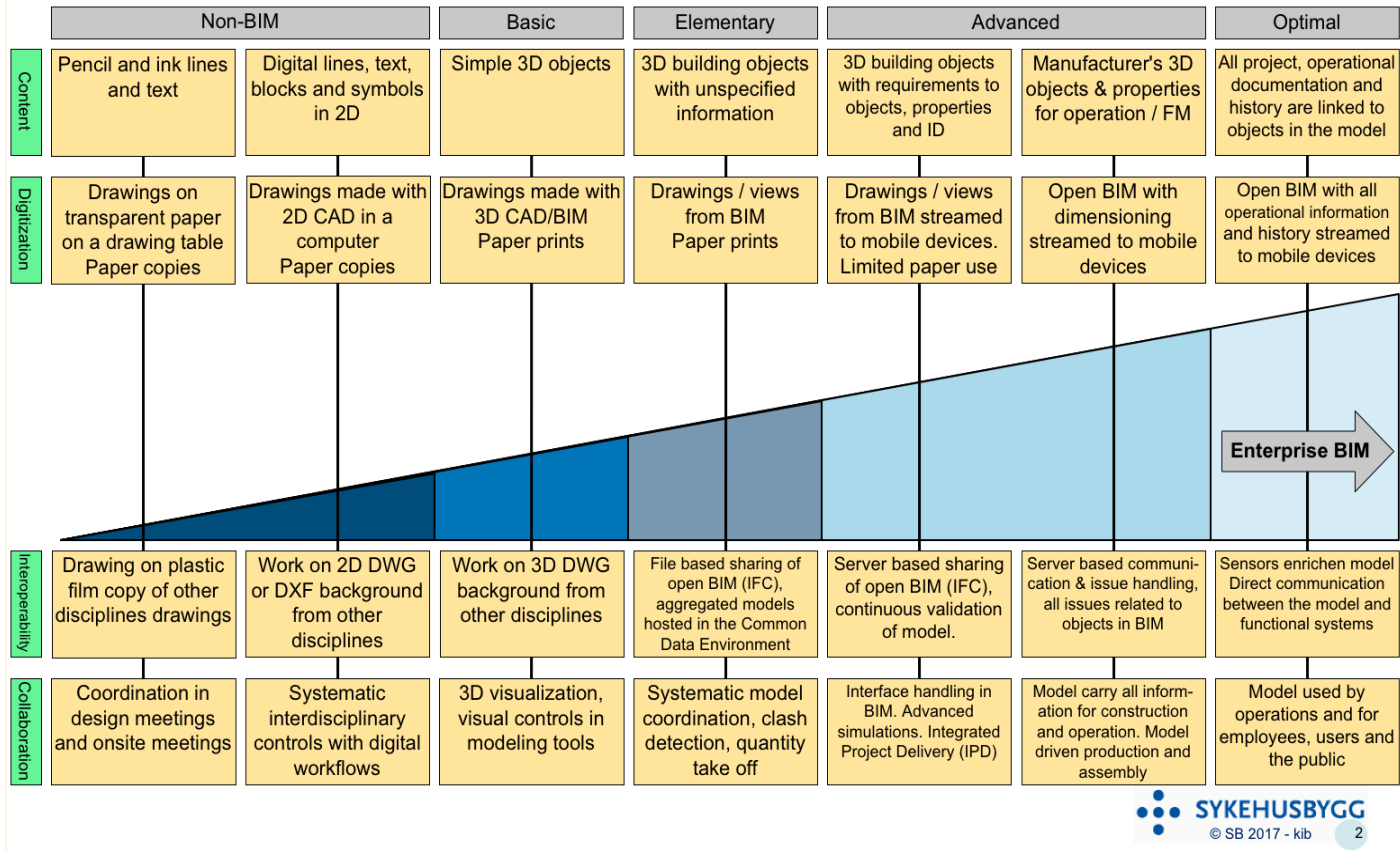 Non-BIM
Basic
Elementary
Advanced
Optimal
Content
Pencil and ink lines
and text
Digital lines, text,
blocks and symbols
in 2D
Simple 3D objects
3D building objects
with unspecified
information
3D building objects
with requirements to
objects, properties
and ID
Manufacturer's 3D
objects & properties
for operation / FM
All project, operational
documentation and
history are linked to
objects in the model
Digitization
Drawings on
transparent paper
on a drawing table
Paper copies
Drawings made with
2D CAD in a
computer
Paper copies
Drawings made with
3D CAD/BIM
Paper prints
Drawings / views
from BIM
Paper prints
Drawings / views
from BIM streamed
to mobile devices.
Limited paper use
Open BIM with
dimensioning
streamed to mobile
devices
Open BIM with all
operational information
and history streamed
to mobile devices
Enterprise BIM
Interoperability
Drawing on plastic
film copy of other
disciplines drawings
Work on 2D DWG
or DXF background
from other
disciplines
Work on 3D DWG
background from
other disciplines
File based sharing of
open BIM (IFC),
aggregated models
hosted in the Common
Data Environment
Server based sharing
of open BIM (IFC),
continuous validation
of model.
Server based communi-
cation & issue handling,
all issues related to
objects in BIM
Sensors enrichen model
Direct communication
between the model and
functional systems
Collaboration
Coordination in
design meetings
and onsite meetings
Systematic
interdisciplinary
controls with digital
workflows
3D visualization,
visual controls in
modeling tools
Systematic model
coordination, clash
detection, quantity
take off
Interface handling in
BIM. Advanced
simulations. Integrated
Project Delivery (IPD)
Model carry all inform-
ation for construction
and operation. Model
driven production and
assembly
Model used by
operations and for
employees, users and
the public
SYKEHUSBYGG
© SB 2017 - kib
2